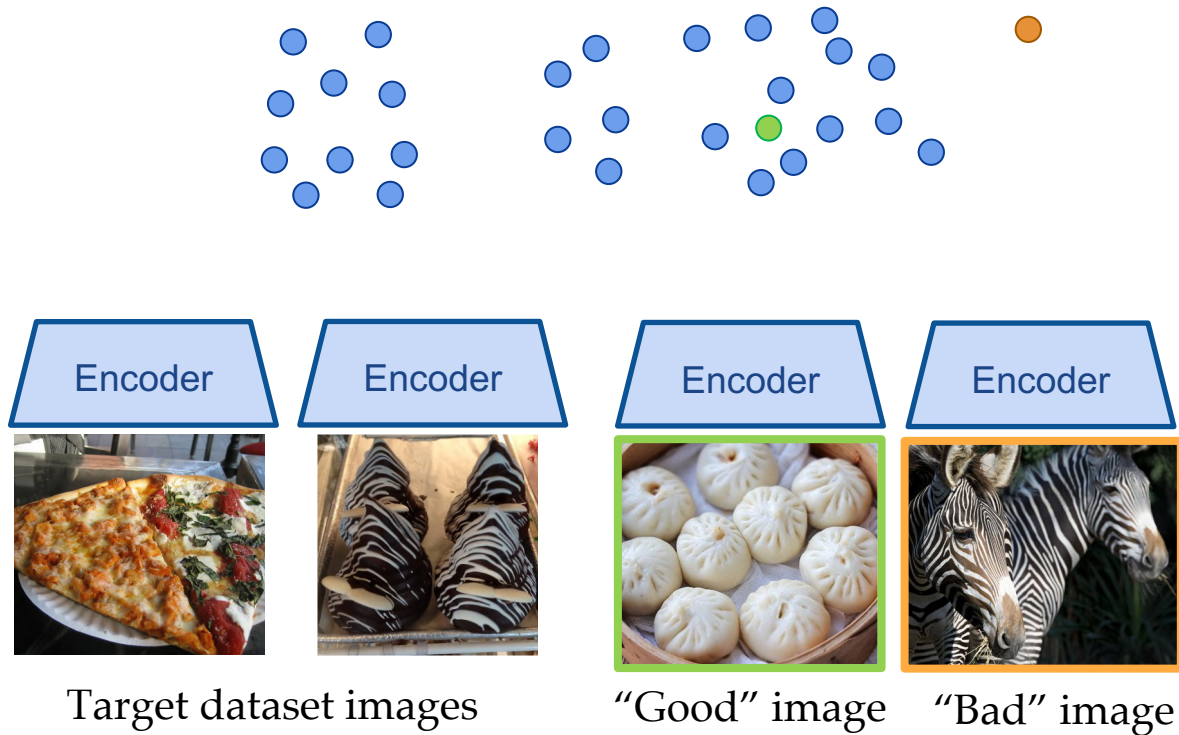 Encoder
Encoder
Encoder
Encoder
Target dataset images
“Good” image
“Bad” image